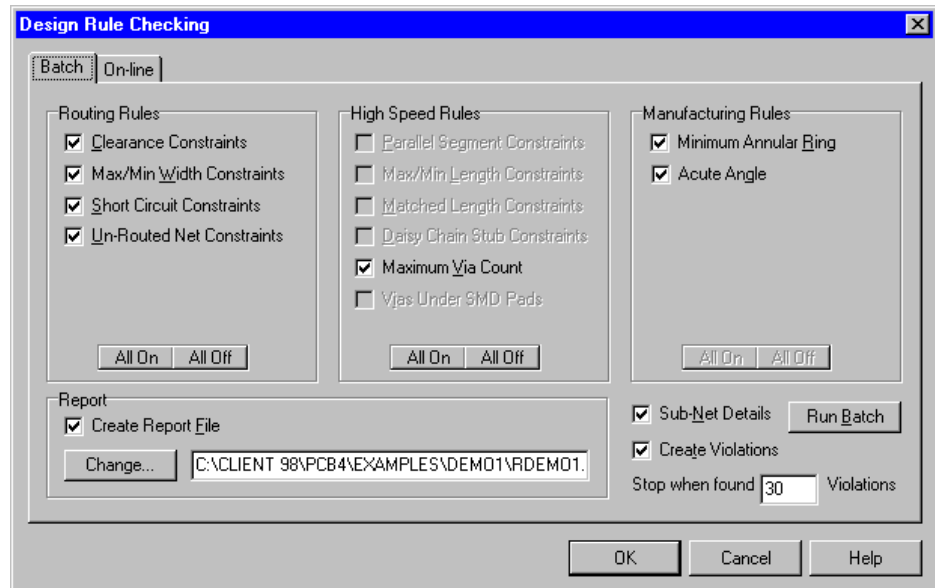 Design Rule Checking
Batch
On-line
Routing Rules
Clearance Constraints
Max/Min Width Constraints
Short Circuit Constraints
Un-Routed Net Constraints
All On
All Off
High Speed Rules
Parallel Segment Constraints
Max/Min Length Constraints
Matched Length Constraints
Daisy Chain Stub Constraints
Maximum Via Count
Vias Under SMD Pads
All On
All Off
Manufacturing Rules
Minimum Annular Ring
Acute Angle
All On
All Off
Report
Create Report File
Change...
C:\CLIENT 98\PCB4\EXAMPLES\DEMO1\RDEMO1.
Sub-Net Details
Run Batch
Create Violations
Stop when found 30 Violations
OK
Cancel
Help